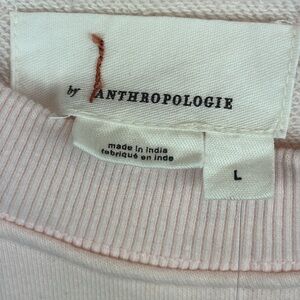 by ANTHROPOLOGIE
made in india
fabriqué en inde
L